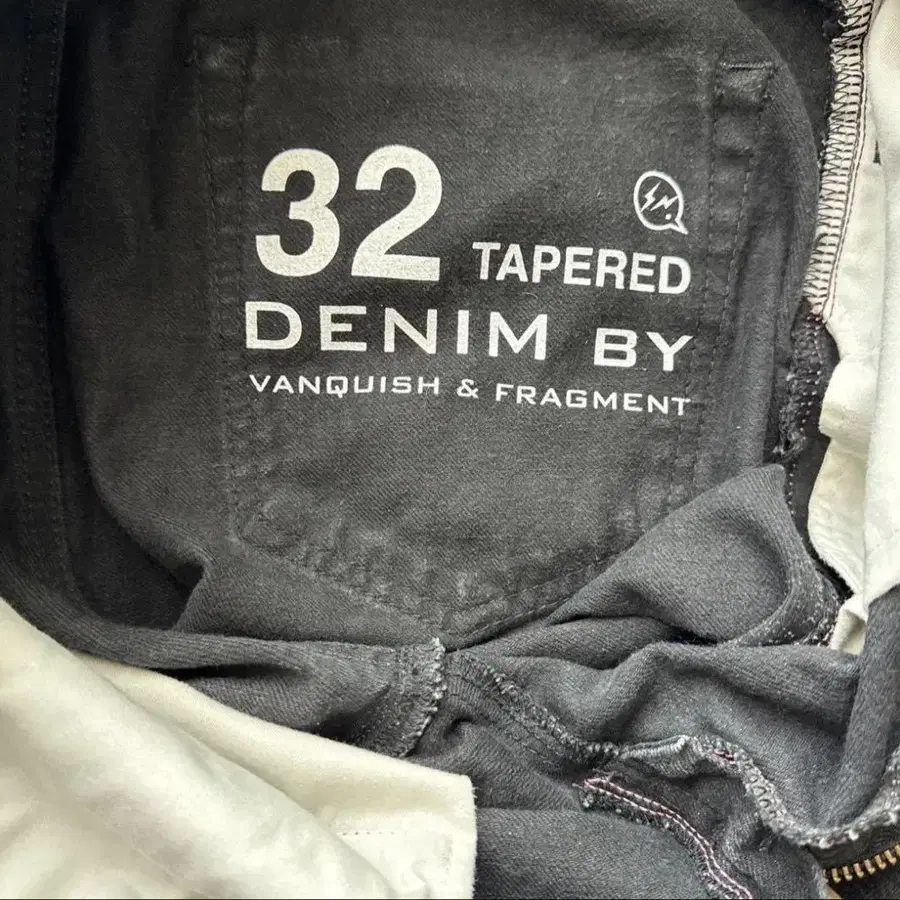 32 TAPERED
DENIM BY
VANQUISH & FRAGMENT